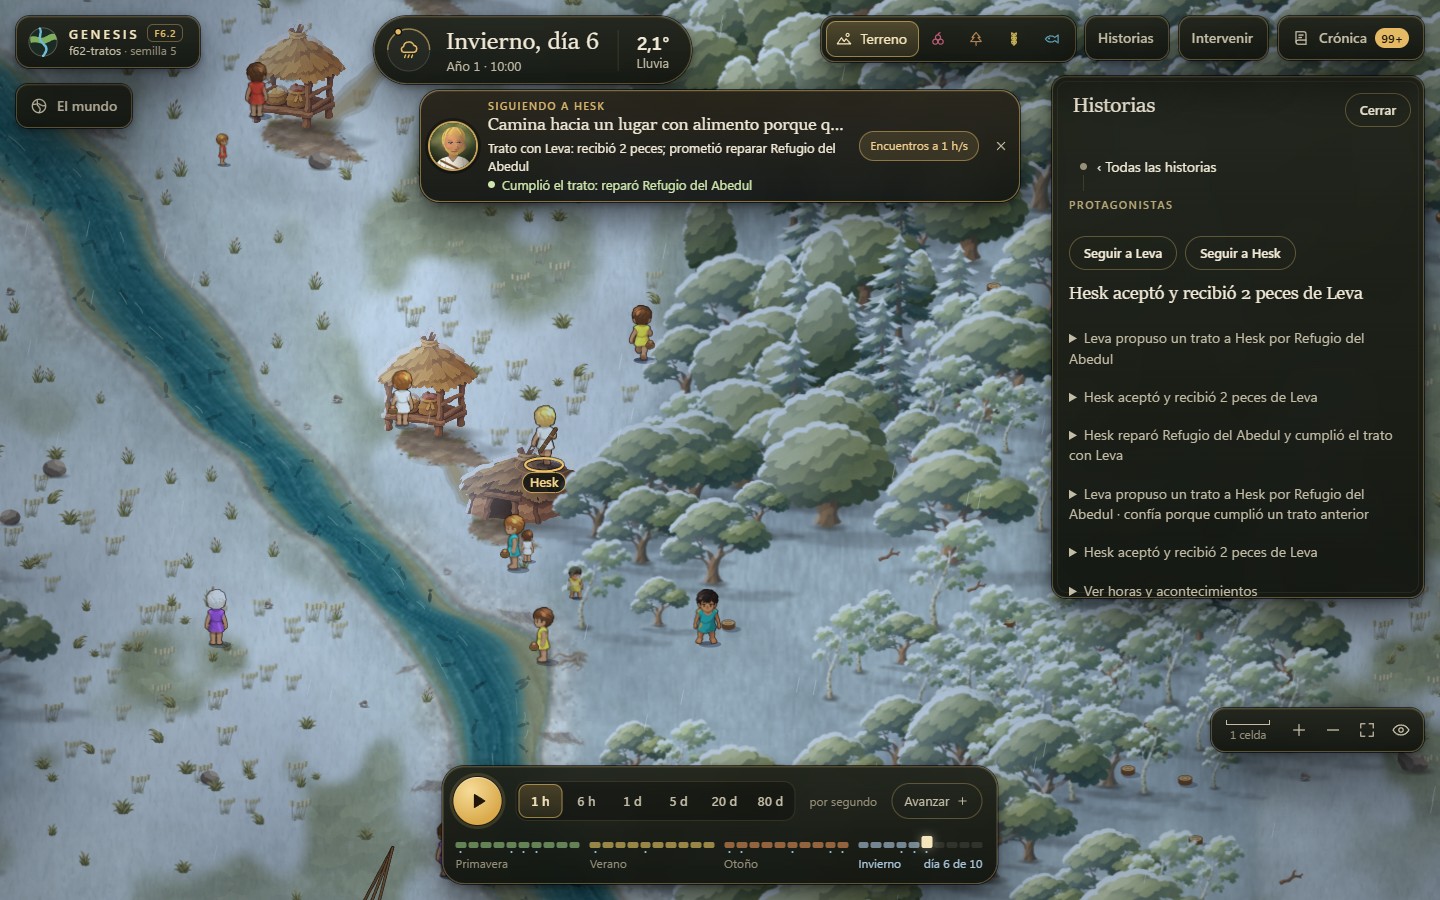 GENESIS F6.2
f62-tratos · semilla 5
El mundo
Invierno, día 6
Año 1 · 10:00
2,1°
Lluvia
Terreno
Historias
Intervenir
Crónica 99+
SIGUIENDO A HESK
Camina hacia un lugar con alimento porque q...
Trato con Leva: recibió 2 peces; prometió reparar Refugio del
Abedul
Cumplió el trato: reparó Refugio del Abedul
Encuentros a 1 h/s
Historias
Cerrar
‹ Todas las historias
PROTAGONISTAS
Seguir a Leva
Seguir a Hesk
Hesk aceptó y recibió 2 peces de Leva
Leva propuso un trato a Hesk por Refugio del
Abedul
Hesk aceptó y recibió 2 peces de Leva
Hesk reparó Refugio del Abedul y cumplió el trato
con Leva
Leva propuso un trato a Hesk por Refugio del
Abedul · confía porque cumplió un trato anterior
Hesk aceptó y recibió 2 peces de Leva
Ver horas y acontecimientos
Hesk
1 celda
1 h
6 h
1 d
5 d
20 d
80 d
por segundo
Avanzar +
Primavera
Verano
Otoño
Invierno
día 6 de 10